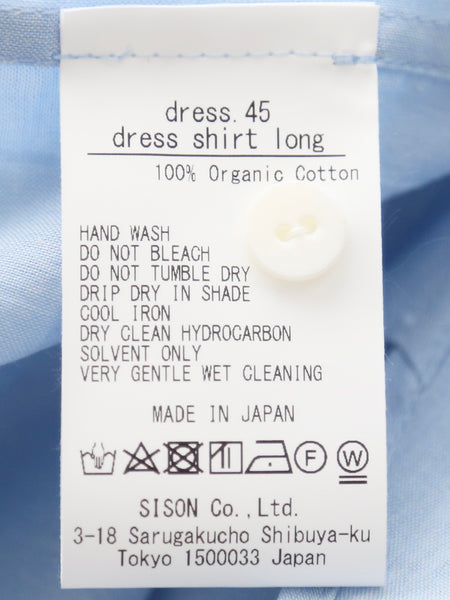 dress. 45
dress shirt long
100% Organic Cotton
HAND WASH
DO NOT BLEACH
DO NOT TUMBLE DRY
DRIP DRY IN SHADE
COOL IRON
DRY CLEAN HYDROCARBON
SOLVENT ONLY
VERY GENTLE WET CLEANING
MADE IN JAPAN
F W
SISON Co.,Ltd.
3-18 Sarugakucho Shibuya-ku
Tokyo 1500033 Japan